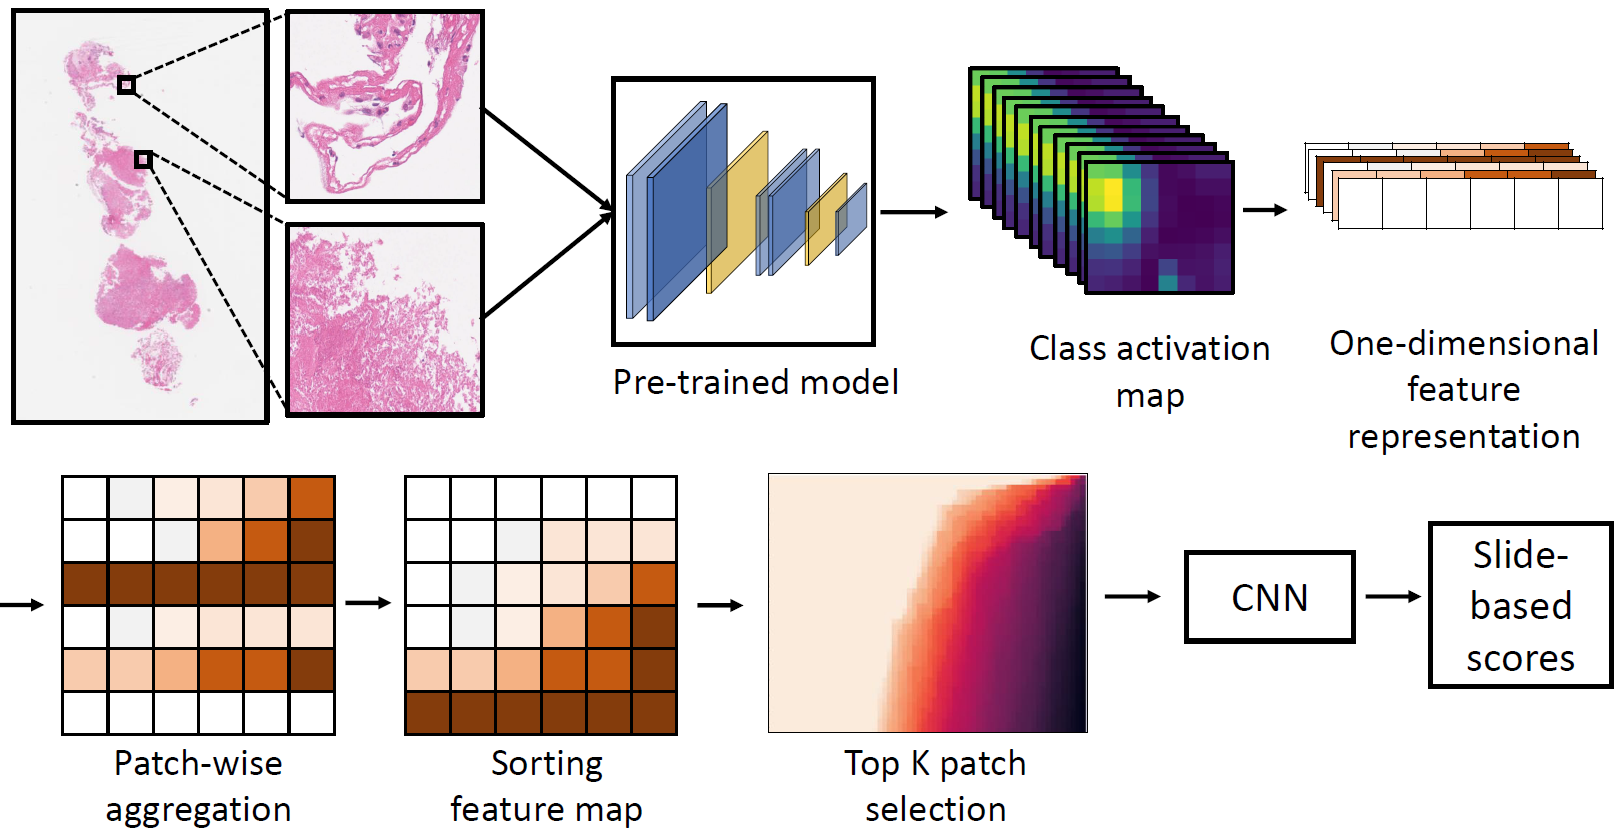 Pre-trained model
Class activation
map
One-dimensional
feature
representation
Patch-wise
aggregation
Sorting
feature map
Top K patch
selection
CNN
Slide-
based
scores